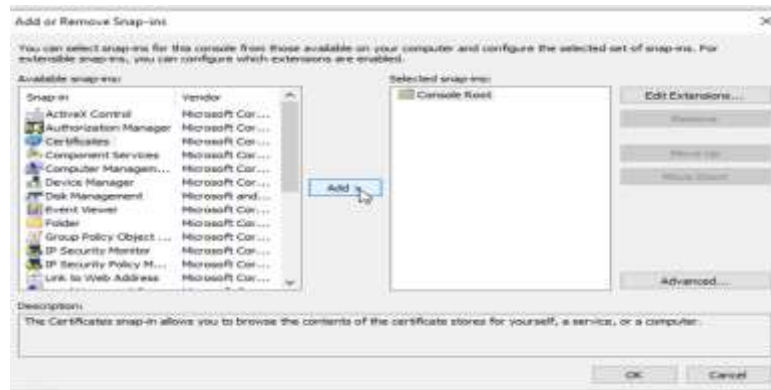 Add or Remove Snap-ins
You can select snap-ins for this console from those available on your computer and configure the selected set of snap-ins. For
extensible snap-ins, you can configure which extensions are enabled.
Available snap-ins:
Selected snap-ins:
Snap-in Vendor
ActiveX Control Microsoft Cor...
Authorization Manager Microsoft Cor...
Certificates Microsoft Cor...
Component Services Microsoft Cor...
Computer Managem... Microsoft Cor...
Device Manager Microsoft Cor...
Disk Management Microsoft and...
Event Viewer Microsoft Cor...
Folder Microsoft Cor...
Group Policy Object ... Microsoft Cor...
IP Security Monitor Microsoft Cor...
IP Security Policy M... Microsoft Cor...
Link to Web Address Microsoft Cor...
Add >
Console Root
Edit Extensions...
Remove
Move Up
Move Down
Advanced...
Description:
The Certificates snap-in allows you to browse the contents of the certificate stores for yourself, a service, or a computer.
OK
Cancel